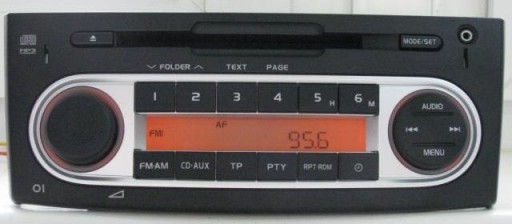 MP3
MODE/SET
FOLDER TEXT PAGE
1 2 3 4 5 H 6 M
AUDIO
AF
FM1 95.6
MENU
FM•AM CD•AUX TP PTY RPT•RDM